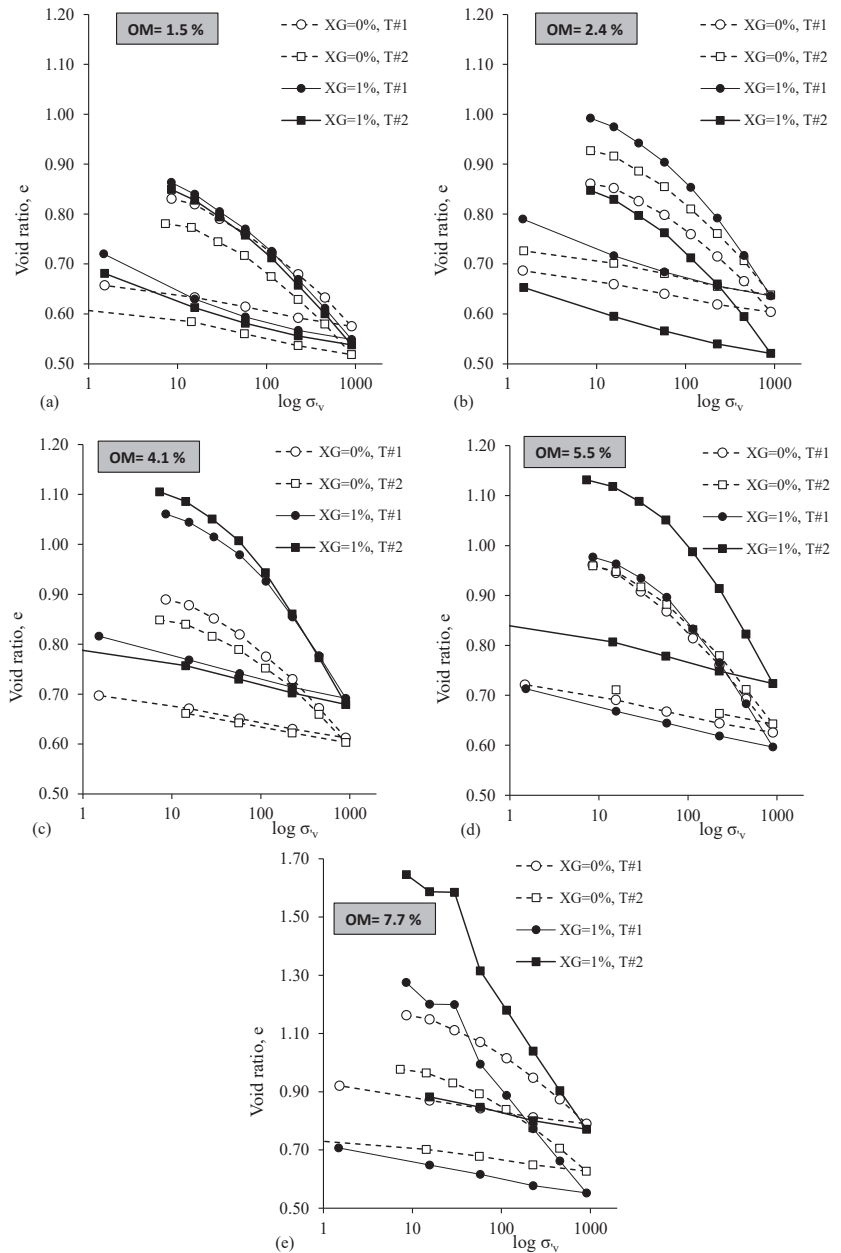 OM= 1.5 %
XG=0%, T#1
XG=0%, T#2
XG=1%, T#1
XG=1%, T#2
1.20
1.10
1.00
0.90
0.80
0.70
0.60
0.50
Void ratio, e
1
10
100
1000
log σ'v
(a)
OM= 2.4 %
XG=0%, T#1
XG=0%, T#2
XG=1%, T#1
XG=1%, T#2
1.20
1.10
1.00
0.90
0.80
0.70
0.60
0.50
Void ratio, e
1
10
100
1000
log σ'v
(b)
OM= 4.1 %
XG=0%, T#1
XG=0%, T#2
XG=1%, T#1
XG=1%, T#2
1.20
1.10
1.00
0.90
0.80
0.70
0.60
0.50
Void ratio, e
1
10
100
1000
log σ'v
(c)
OM= 5.5 %
XG=0%, T#1
XG=0%, T#2
XG=1%, T#1
XG=1%, T#2
1.20
1.10
1.00
0.90
0.80
0.70
0.60
0.50
Void ratio, e
1
10
100
1000
log σ'v
(d)
OM= 7.7 %
XG=0%, T#1
XG=0%, T#2
XG=1%, T#1
XG=1%, T#2
1.70
1.50
1.30
1.10
0.90
0.70
0.50
Void ratio, e
1
10
100
1000
log σ'v
(e)